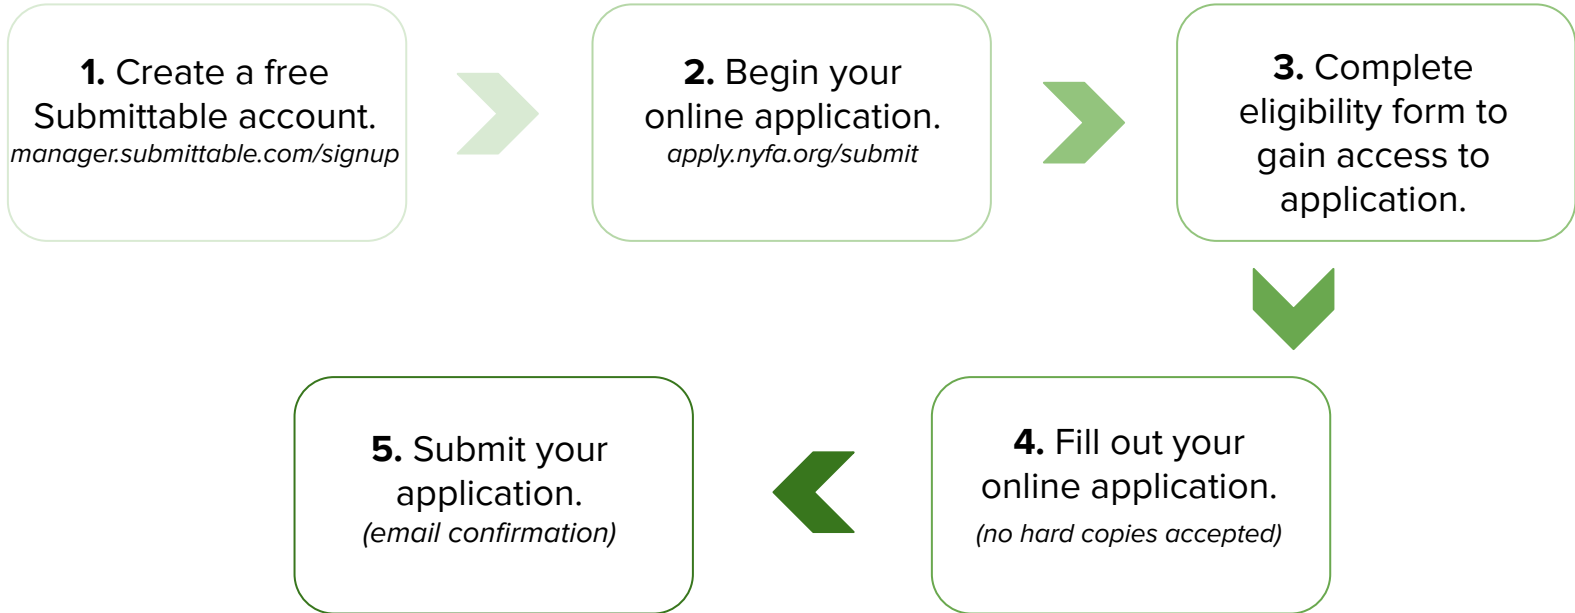 1. Create a free
Submittable account.
manager.submittable.com/signup
2. Begin your
online application.
apply.nyfa.org/submit
3. Complete
eligibility form to
gain access to
application.
4. Fill out your
online application.
(no hard copies accepted)
5. Submit your
application.
(email confirmation)